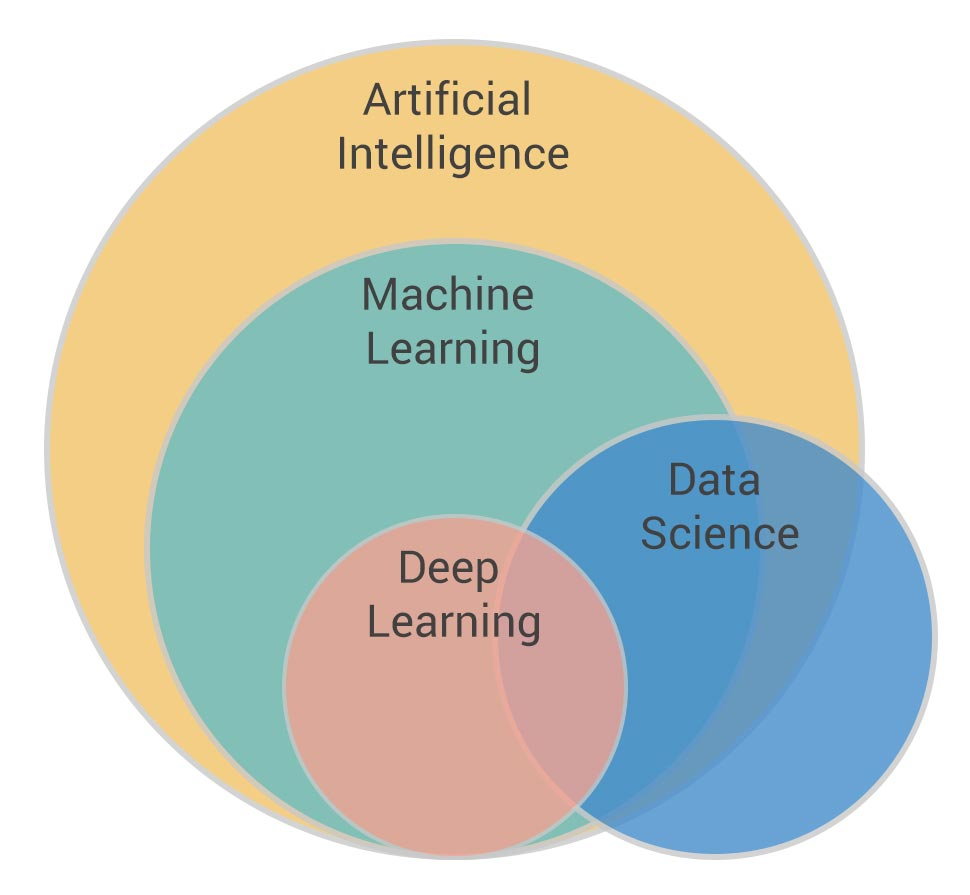 Artificial
Intelligence
Machine
Learning
Data
Science
Deep
Learning